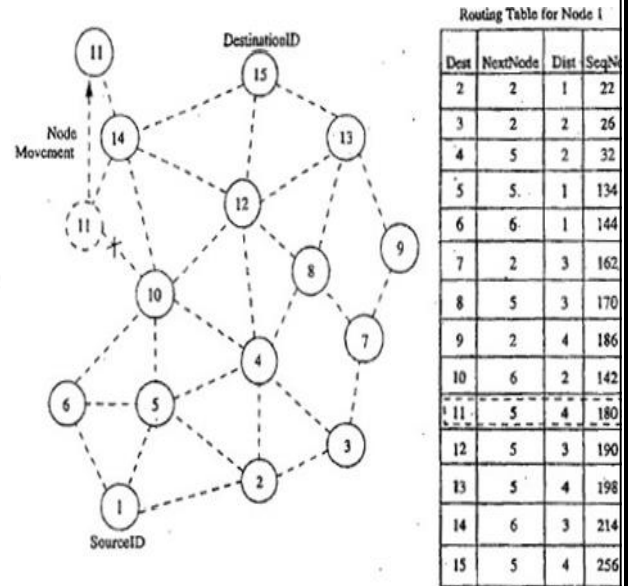 11
DestinationID
15
Node
Movement
14
13
11
12
9
8
10
7
4
6
5
3
2
1
SourceID
Routing Table for Node 1
Dest NextNode Dist SeqNo
2 2 1 22
3 2 2 26
4 5 2 32
5 5. 1 134
6 6. 1 144
7 2 3 162
8 5 3 170
9 2 4 186
10 6 2 142
11 5 4 180
12 5 3 190
13 5 4 198
14 6 3 214
15 5 4 256